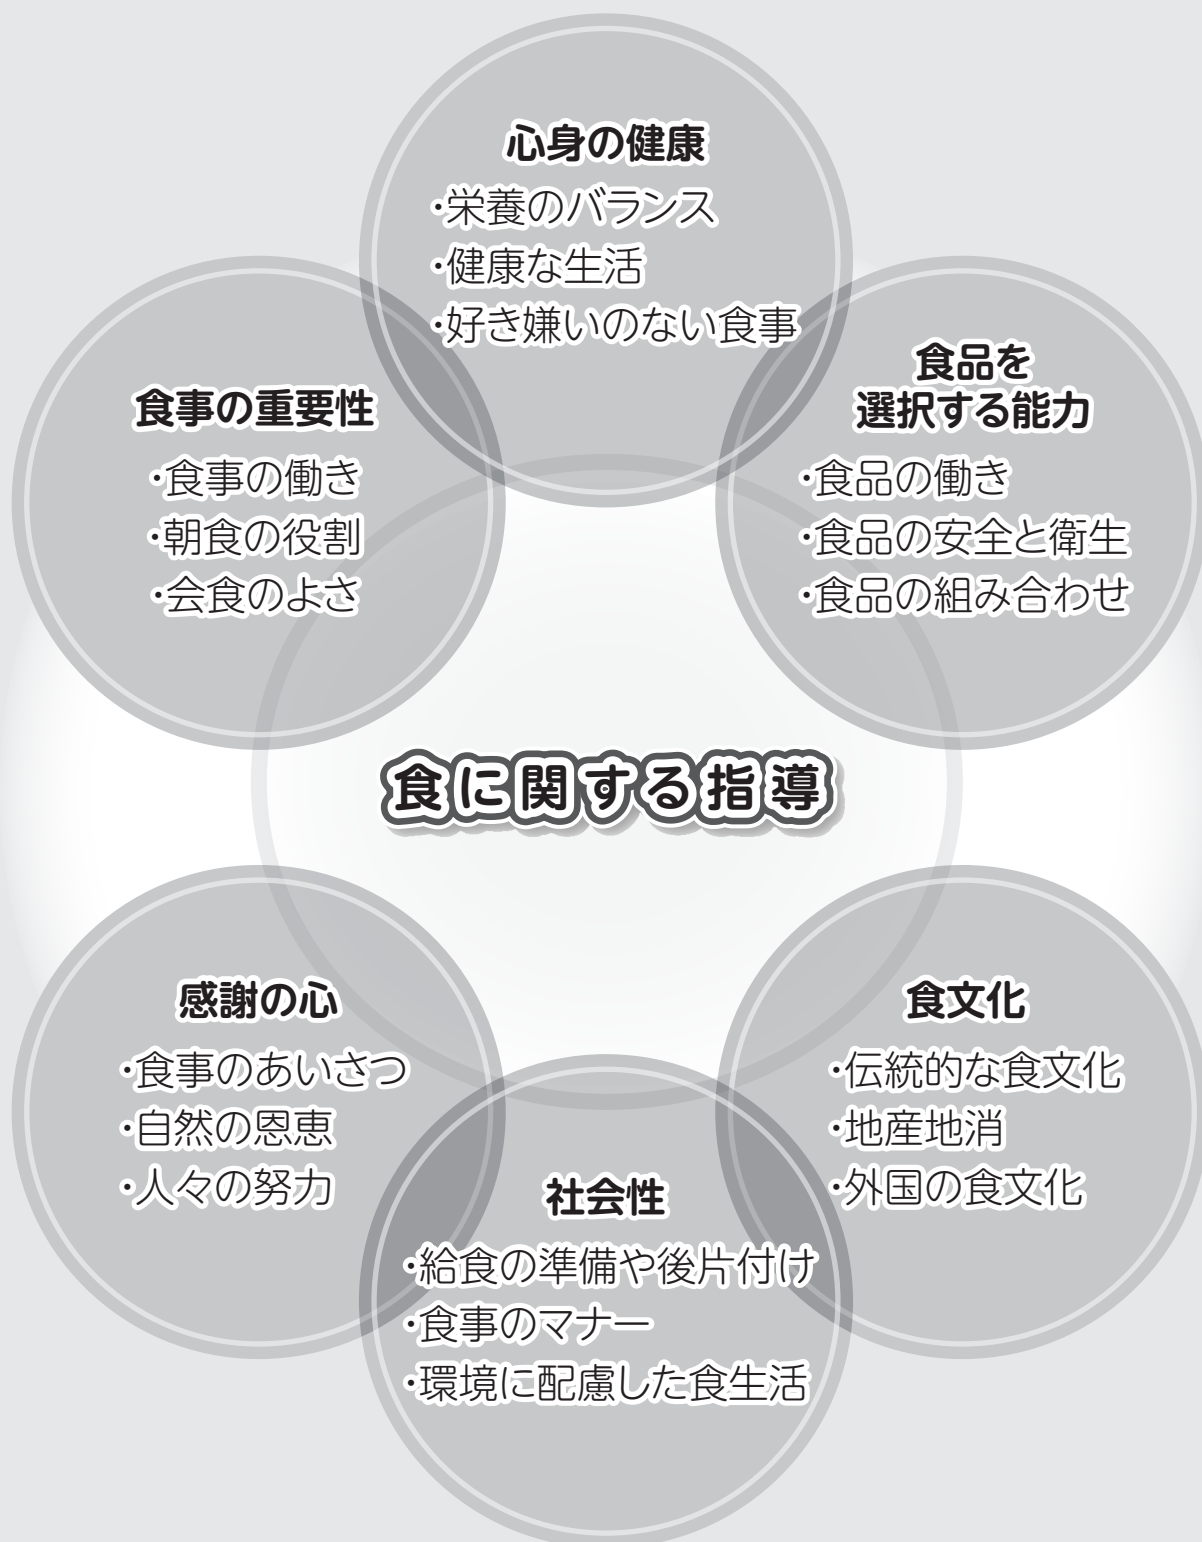 心身の健康
・栄養のバランス
・健康な生活
・好き嫌いのない食事
食事の重要性
・食事の働き
・朝食の役割
・会食のよさ
食品を
選択する能力
・食品の働き
・食品の安全と衛生
・食品の組み合わせ
食に関する指導
感謝の心
・食事のあいさつ
・自然の恩恵
・人々の努力
食文化
・伝統的な食文化
・地産地消
・外国の食文化
社会性
・給食の準備や後片付け
・食事のマナー
・環境に配慮した食生活